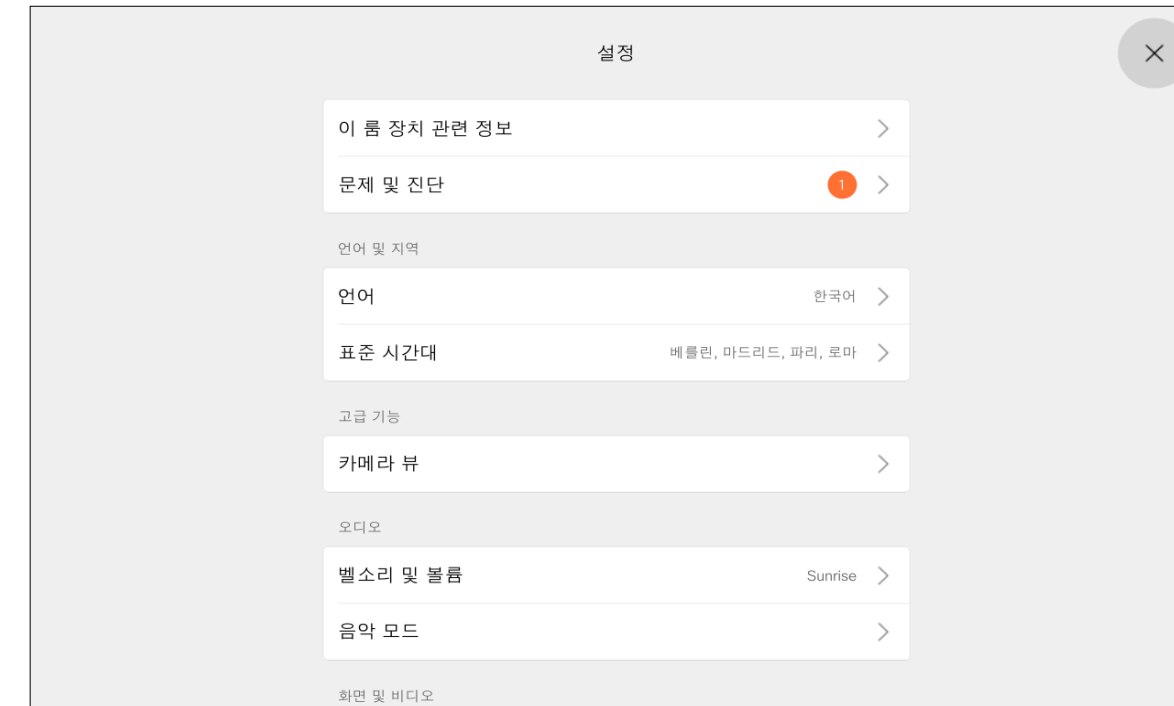 설정
이 룸 장치 관련 정보
문제 및 진단 1
언어 및 지역
언어 한국어
표준 시간대 베를린, 마드리드, 파리, 로마
고급 기능
카메라 뷰
오디오
벨소리 및 볼륨 Sunrise
음악 모드
화면 및 비디오